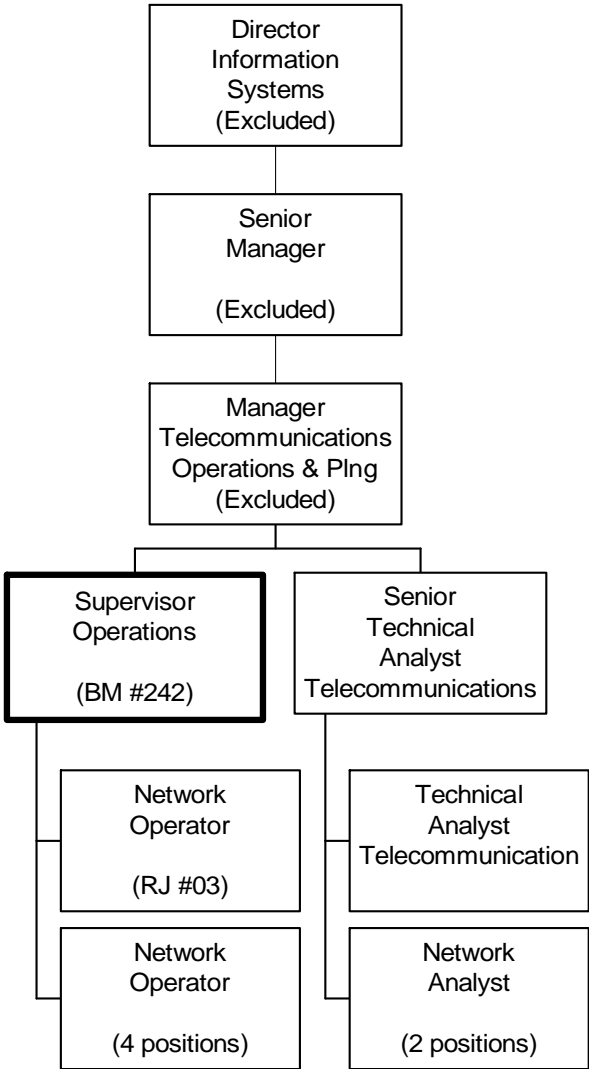 Director
Information
Systems
(Excluded)
Senior
Manager
(Excluded)
Manager
Telecommunications
Operations & Plng
(Excluded)
Supervisor
Operations
(BM #242)
Senior
Technical
Analyst
Telecommunications
Network
Operator
(RJ #03)
Technical
Analyst
Telecommunication
Network
Operator
(4 positions)
Network
Analyst
(2 positions)